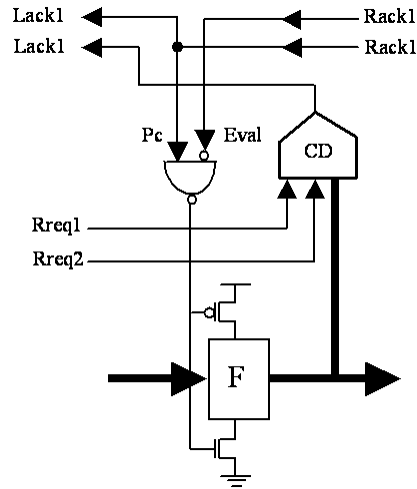 Lack1
Rack1
Lack1
Rack1
Pc
Eval
CD
Rreq1
Rreq2
F